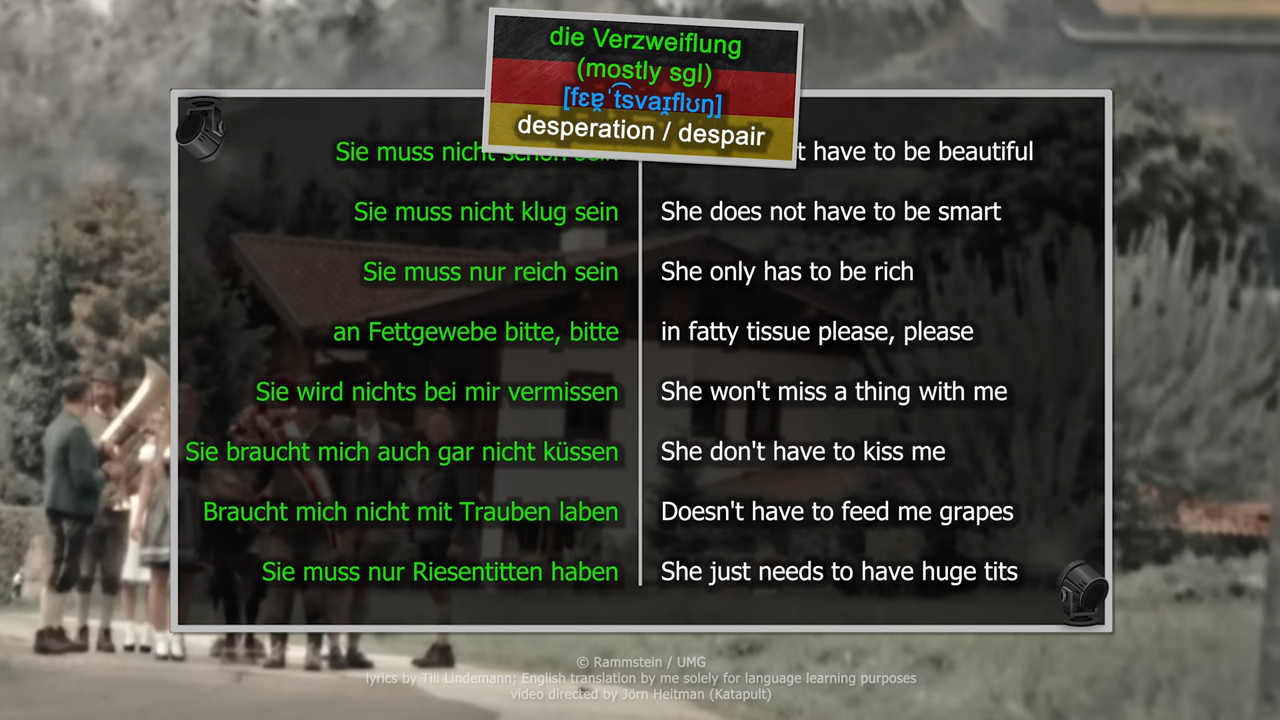 die Verzweiflung
(mostly sgl)
[fɛɐ̯ˈt͡svaɪ̯flʊŋ]
desperation / despair
Sie muss nicht schön sein
have to be beautiful
Sie muss nicht klug sein
She does not have to be smart
Sie muss nur reich sein
She only has to be rich
an Fettgewebe bitte, bitte
in fatty tissue please, please
Sie wird nichts bei mir vermissen
She won't miss a thing with me
Sie braucht mich auch gar nicht küssen
She don't have to kiss me
Braucht mich nicht mit Trauben laben
Doesn't have to feed me grapes
Sie muss nur Riesentitten haben
She just needs to have huge tits
© Rammstein / UMG
lyrics by Till Lindemann; English translation by me solely for language learning purposes
video directed by Jörn Heitman (Katapult)